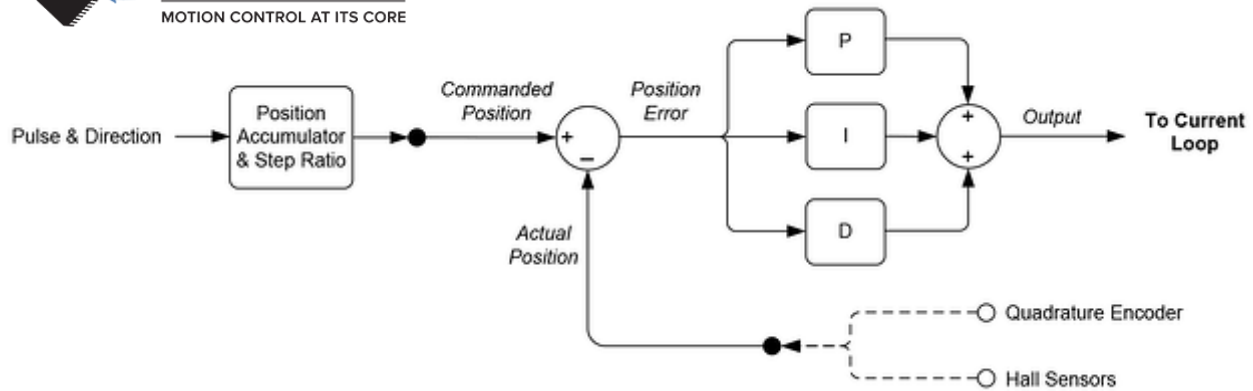 MOTION CONTROL AT ITS CORE
Pulse & Direction
Position
Accumulator
& Step Ratio
Commanded
Position
+
−
Position
Error
P
I
D
+
+
Output
To Current
Loop
Actual
Position
Quadrature Encoder
Hall Sensors